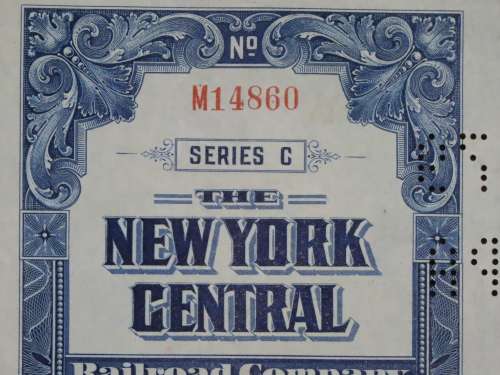 No
M14860
SERIES C
THE
NEW YORK
CENTRAL
Railroad Company